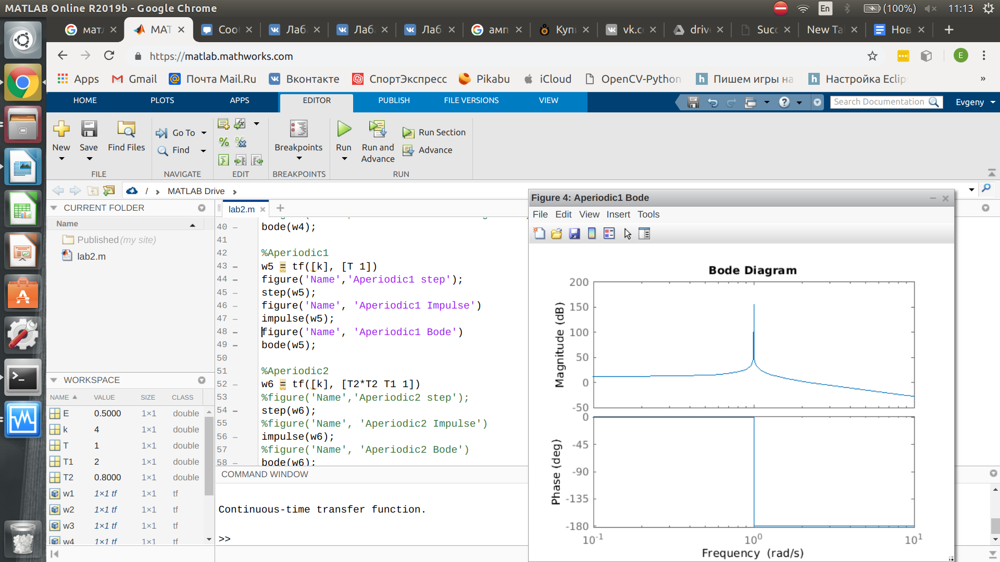 MATLAB Online R2019b - Google Chrome
En
(100%)
11:13
мат
MAT
Соо
Лаб
Лаб
Лаб
амп
Купи
vk.c
driv
Succ
New Ta
Нов
https://matlab.mathworks.com
E
Apps
Gmail
Почта Mail.Ru
Вконтакте
СпортЭкспресс
Pikabu
iCloud
OpenCV-Python
Пишем игры на
Настройка Eclip
»
HOME
PLOTS
APPS
EDITOR
PUBLISH
FILE VERSIONS
VIEW
Search Documentation
Evgeny
New
Save
Find Files
Go To
Find
Breakpoints
Run
Run and Advance
Run Section
Advance
FILE
NAVIGATE
EDIT
BREAKPOINTS
RUN
/ › MATLAB Drive ›
CURRENT FOLDER
Name
Published (my site)
lab2.m
WORKSPACE
NAME VALUE SIZE CLASS
E 0.5000 1×1 double
k 4 1×1 double
T 1 1×1 double
T1 2 1×1 double
T2 0.8000 1×1 double
w1 1×1 tf 1×1 tf
w2 1×1 tf 1×1 tf
w3 1×1 tf 1×1 tf
w4 1×1 tf 1×1 tf
lab2.m
40 – bode(w4);
41
42 %Aperiodic1
43 – w5 = tf([k], [T 1])
44 – figure('Name','Aperiodic1 step');
45 – step(w5);
46 – figure('Name', 'Aperiodic1 Impulse')
47 – impulse(w5);
48 – figure('Name', 'Aperiodic1 Bode')
49 – bode(w5);
50
51 %Aperiodic2
52 – w6 = tf([k], [T2*T2 T1 1])
53 %figure('Name','Aperiodic2 step');
54 – step(w6);
55 %figure('Name', 'Aperiodic2 Impulse')
56 – impulse(w6);
57 %figure('Name', 'Aperiodic2 Bode')
58 – bode(w6);
COMMAND WINDOW
Continuous-time transfer function.
>>
Figure 4: Aperiodic1 Bode
File Edit View Insert Tools
Bode Diagram
Magnitude (dB)
200
150
100
50
0
-50
Phase (deg)
0
-45
-90
-135
-180
10-1
100
101
Frequency (rad/s)